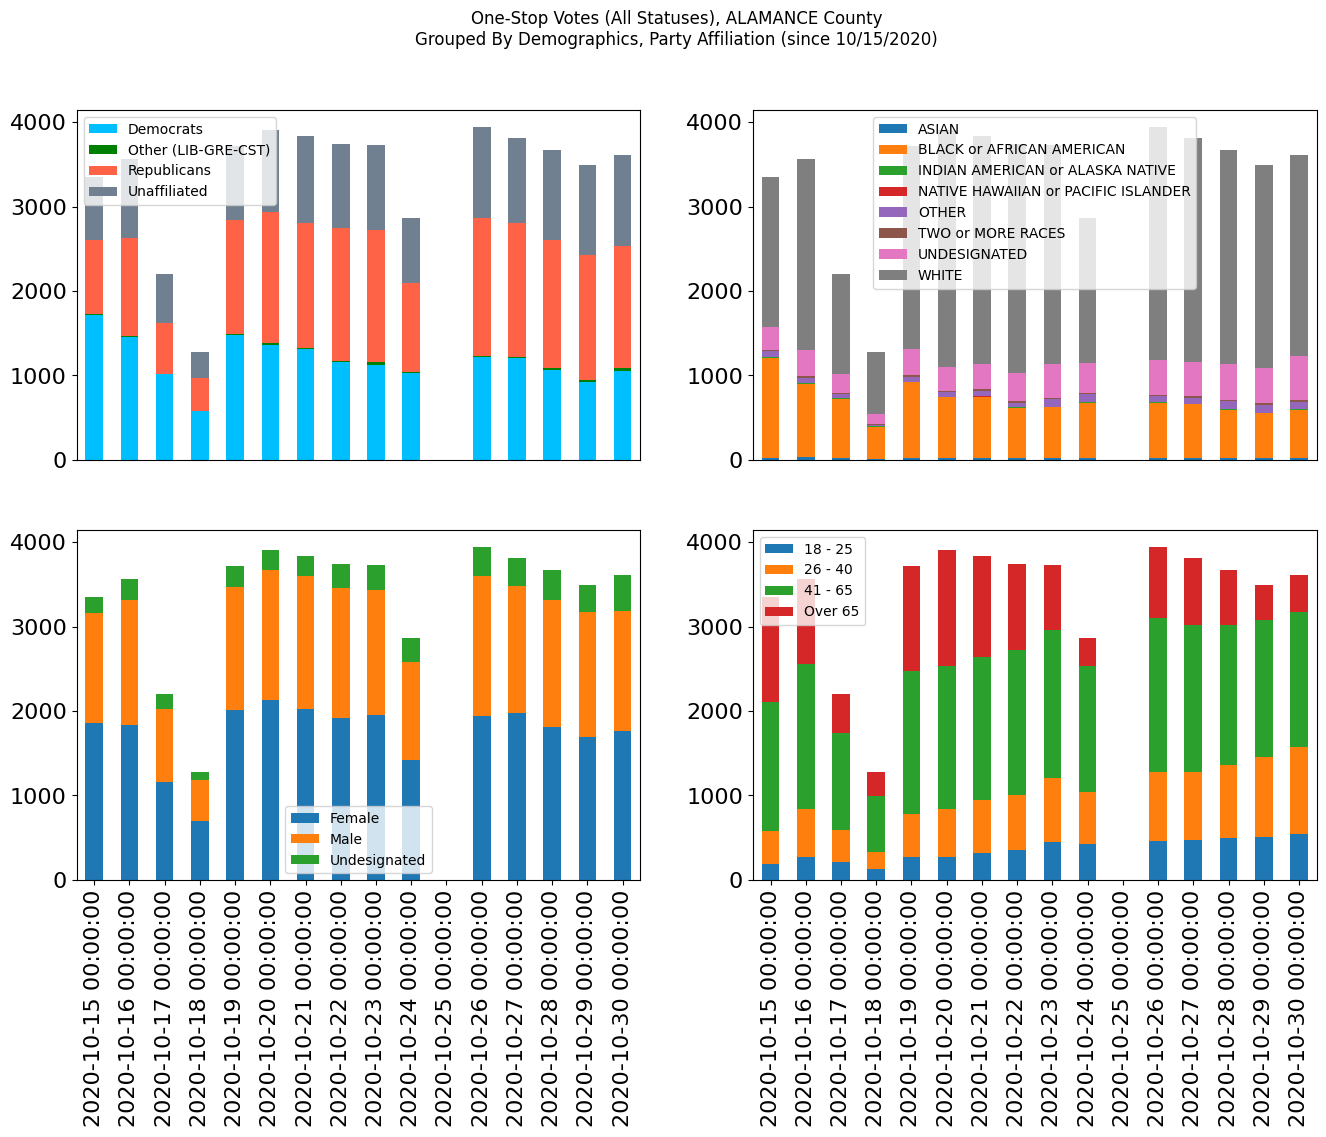 One-Stop Votes (All Statuses), ALAMANCE County
Grouped By Demographics, Party Affiliation (since 10/15/2020)
4000
3000
2000
1000
0
Democrats
Other (LIB-GRE-CST)
Republicans
Unaffiliated
4000
3000
2000
1000
0
ASIAN
BLACK or AFRICAN AMERICAN
INDIAN AMERICAN or ALASKA NATIVE
NATIVE HAWAIIAN or PACIFIC ISLANDER
OTHER
TWO or MORE RACES
UNDESIGNATED
WHITE
4000
3000
2000
1000
0
Female
Male
Undesignated
2020-10-15 00:00:00
2020-10-16 00:00:00
2020-10-17 00:00:00
2020-10-18 00:00:00
2020-10-19 00:00:00
2020-10-20 00:00:00
2020-10-21 00:00:00
2020-10-22 00:00:00
2020-10-23 00:00:00
2020-10-24 00:00:00
2020-10-25 00:00:00
2020-10-26 00:00:00
2020-10-27 00:00:00
2020-10-28 00:00:00
2020-10-29 00:00:00
2020-10-30 00:00:00
4000
3000
2000
1000
0
18 - 25
26 - 40
41 - 65
Over 65
2020-10-15 00:00:00
2020-10-16 00:00:00
2020-10-17 00:00:00
2020-10-18 00:00:00
2020-10-19 00:00:00
2020-10-20 00:00:00
2020-10-21 00:00:00
2020-10-22 00:00:00
2020-10-23 00:00:00
2020-10-24 00:00:00
2020-10-25 00:00:00
2020-10-26 00:00:00
2020-10-27 00:00:00
2020-10-28 00:00:00
2020-10-29 00:00:00
2020-10-30 00:00:00